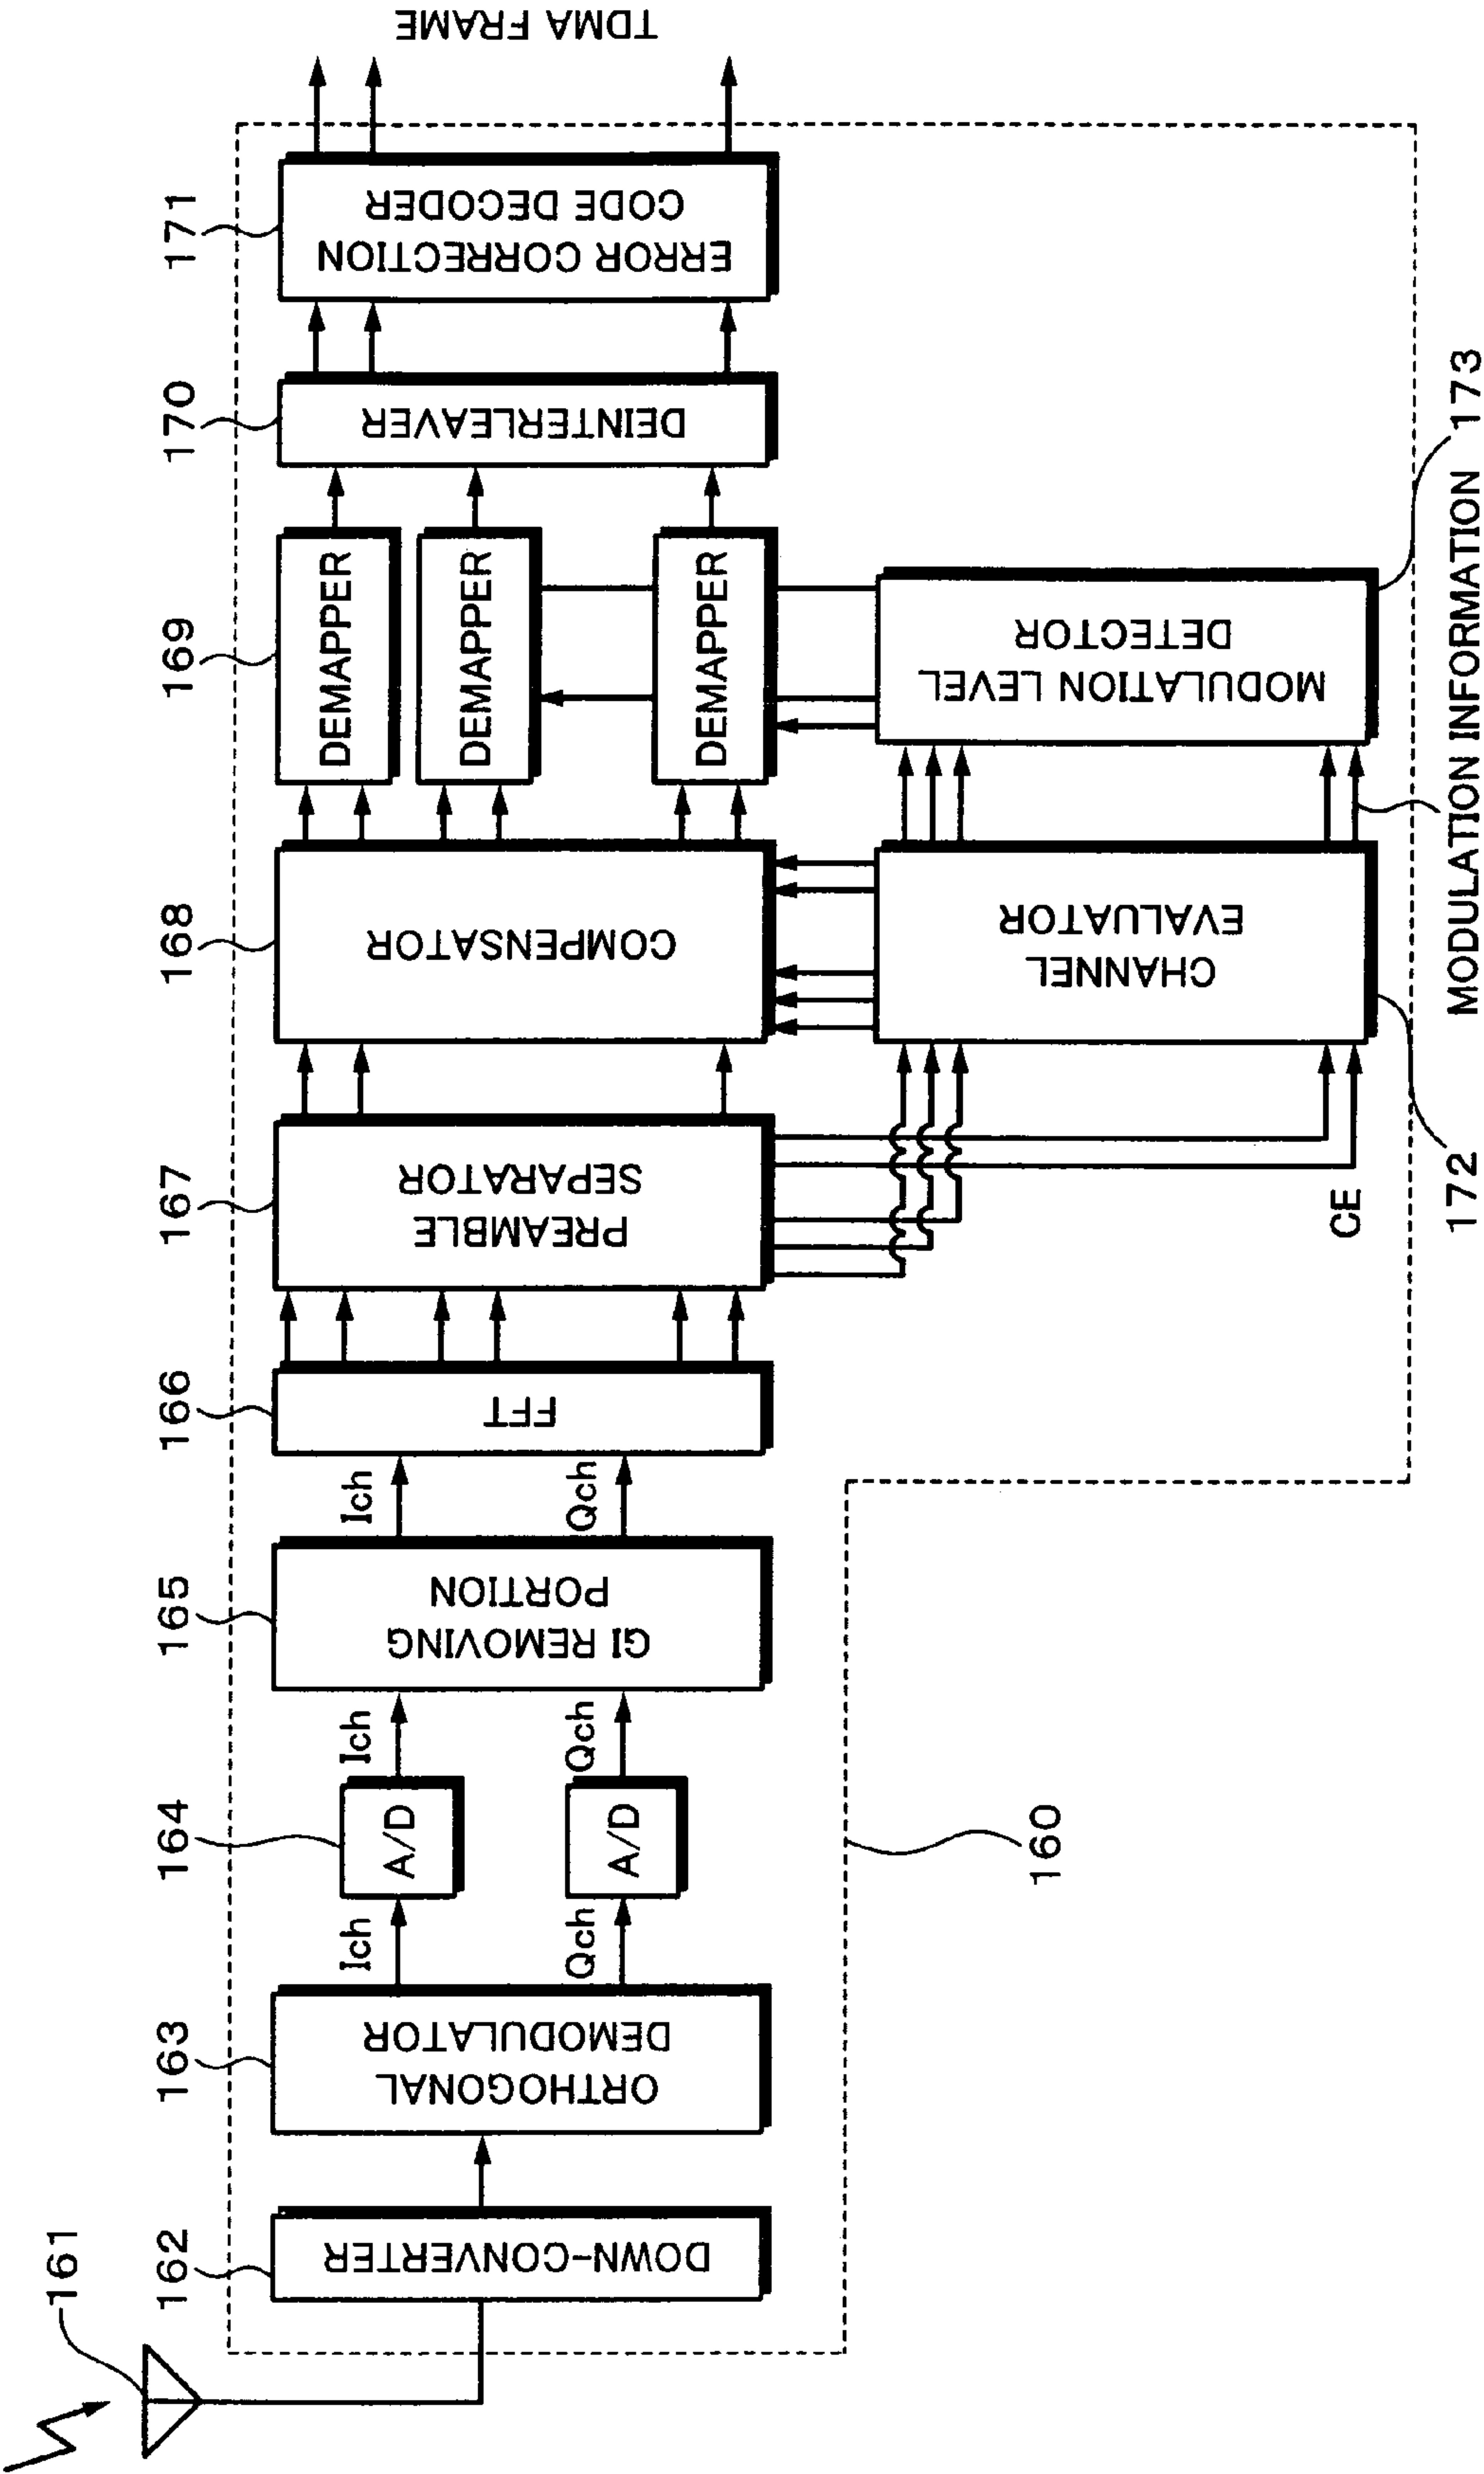 161
162
DOWN-CONVERTER
163
ORTHOGONAL
DEMODULATOR
Ich
Qch
164
A/D
A/D
Ich
Qch
165
GI REMOVING
PORTION
Ich
Qch
166
FFT
167
PREAMBLE
SEPARATOR
168
COMPENSATOR
169
DEMAPPER
DEMAPPER
DEMAPPER
170
DEINTERLEAVER
171
ERROR CORRECTION
CODE DECODER
TDMA FRAME
160
CE
172
CHANNEL
EVALUATOR
MODULATION INFORMATION
173
MODULATION LEVEL
DETECTOR